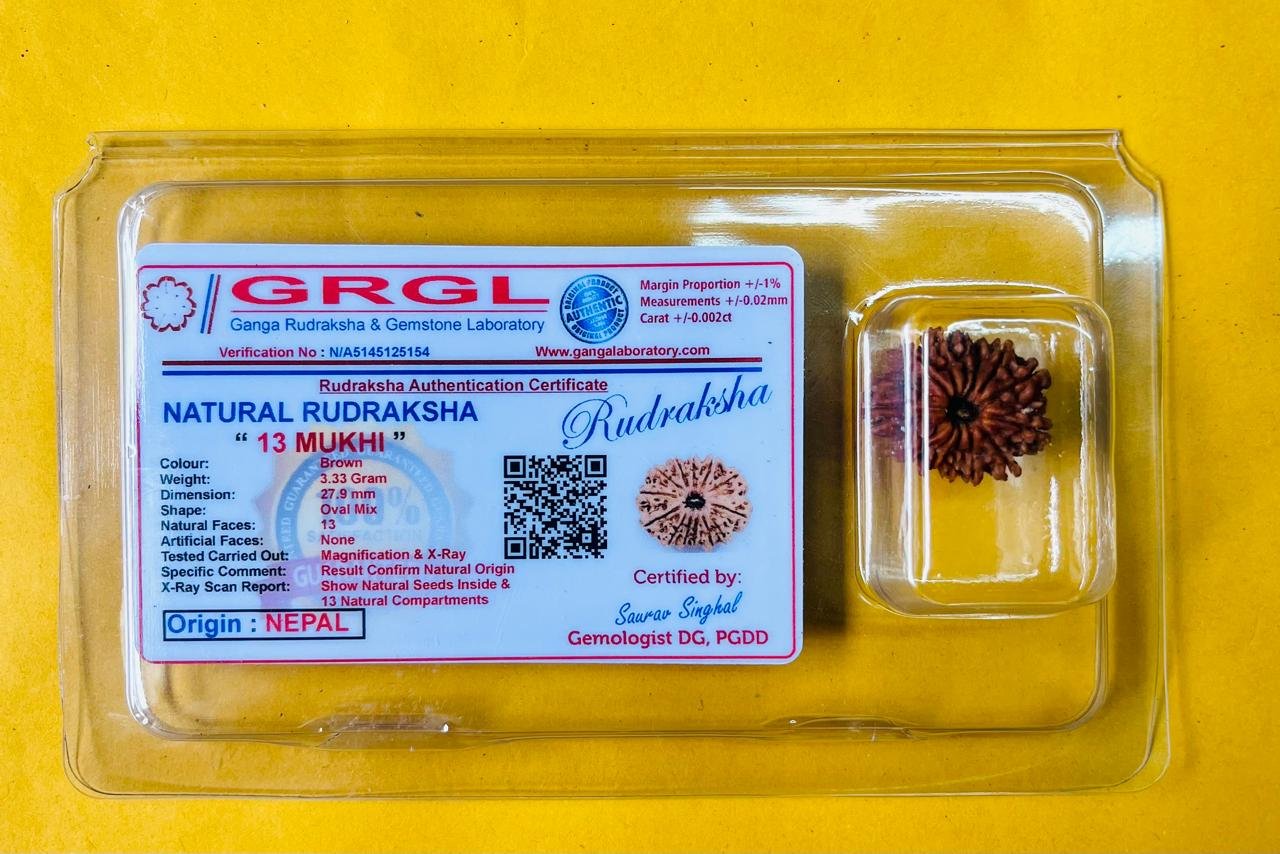 GRGL
Ganga Rudraksha & Gemstone Laboratory
ORIGINAL PRODUCT
AUTHENTIC
ORIGINAL PRODUCT
Margin Proportion +/-1%
Measurements +/-0.02mm
Carat +/-0.002ct
Verification No : N/A5145125154
Www.gangalaboratory.com
Rudraksha Authentication Certificate
NATURAL RUDRAKSHA
Rudraksha
“ 13 MUKHI ”
Colour: Brown
Weight: 3.33 Gram
Dimension: 27.9 mm
Shape: Oval Mix
Natural Faces: 13
Artificial Faces: None
Tested Carried Out: Magnification & X-Ray
Specific Comment: Result Confirm Natural Origin
X-Ray Scan Report: Show Natural Seeds Inside &
13 Natural Compartments
Origin : NEPAL
Certified by:
Saurav Singhal
Gemologist DG, PGDD